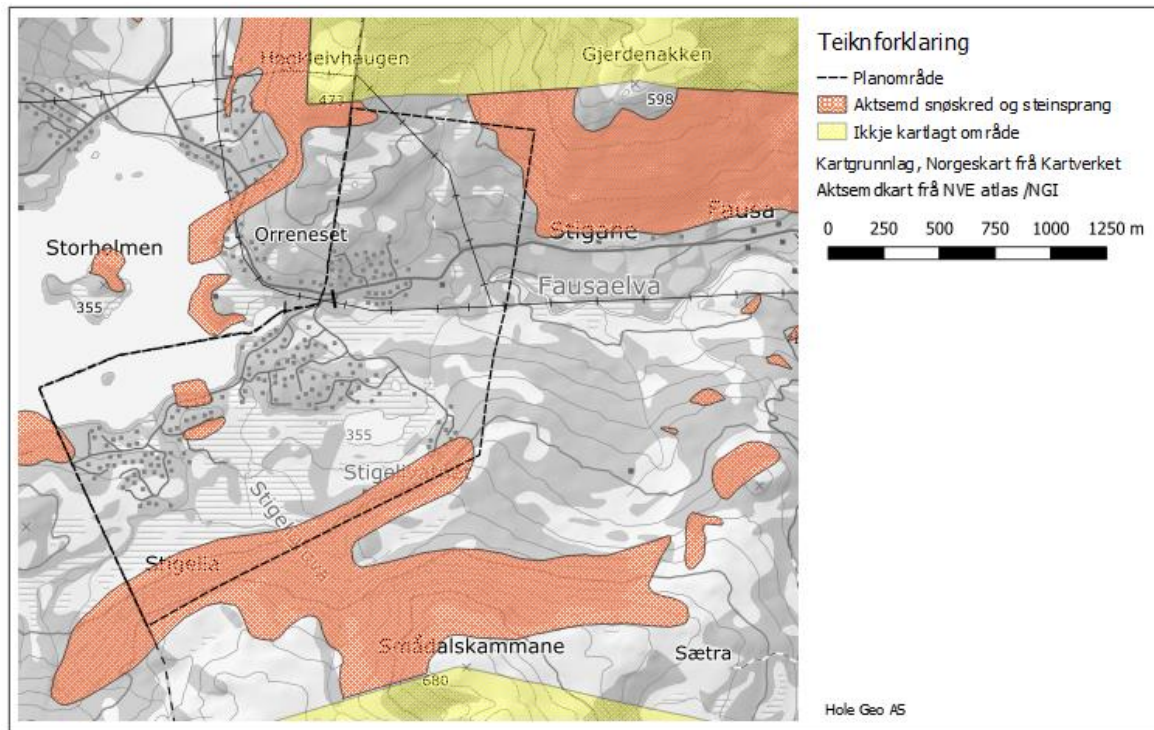 Høgkleivhaugen
Gjerdenakken
473
598
Stigane
Fausa
Storholmen
Orreneset
355
Fausaelva
355
Stigelia
Smådalskammane
680
Sætra
Teiknforklaring
Planområde
Aktsemd snøskred og steinsprang
Ikkje kartlagt område
Kartgrunnlag, Norgeskart frå Kartverket
Aktsemdkart frå NVE atlas /NGI
0 250 500 750 1000 1250 m
Hole Geo AS